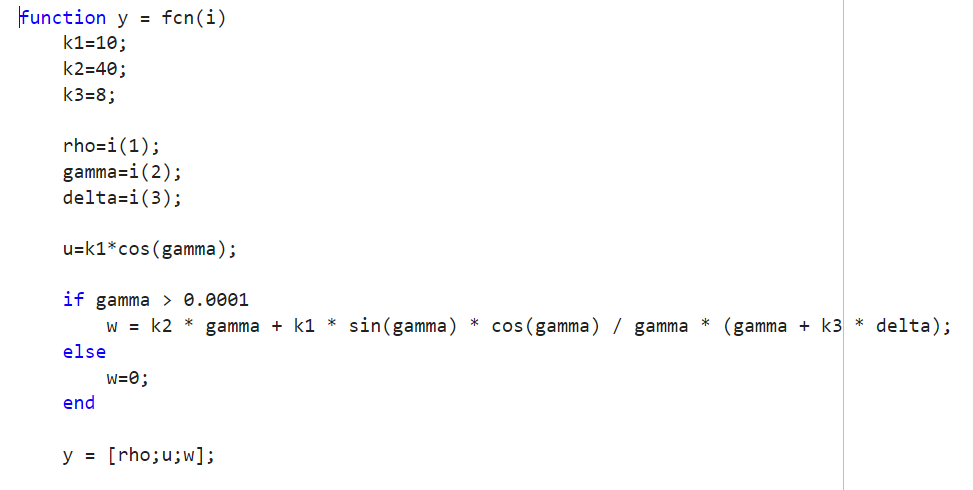 function y = fcn(i)
    k1=10;
    k2=40;
    k3=8;

    rho=i(1);
    gamma=i(2);
    delta=i(3);

    u=k1*cos(gamma);

    if gamma > 0.0001
        w = k2 * gamma + k1 * sin(gamma) * cos(gamma) / gamma * (gamma + k3 * delta);
    else
        w=0;
    end

    y = [rho;u;w];